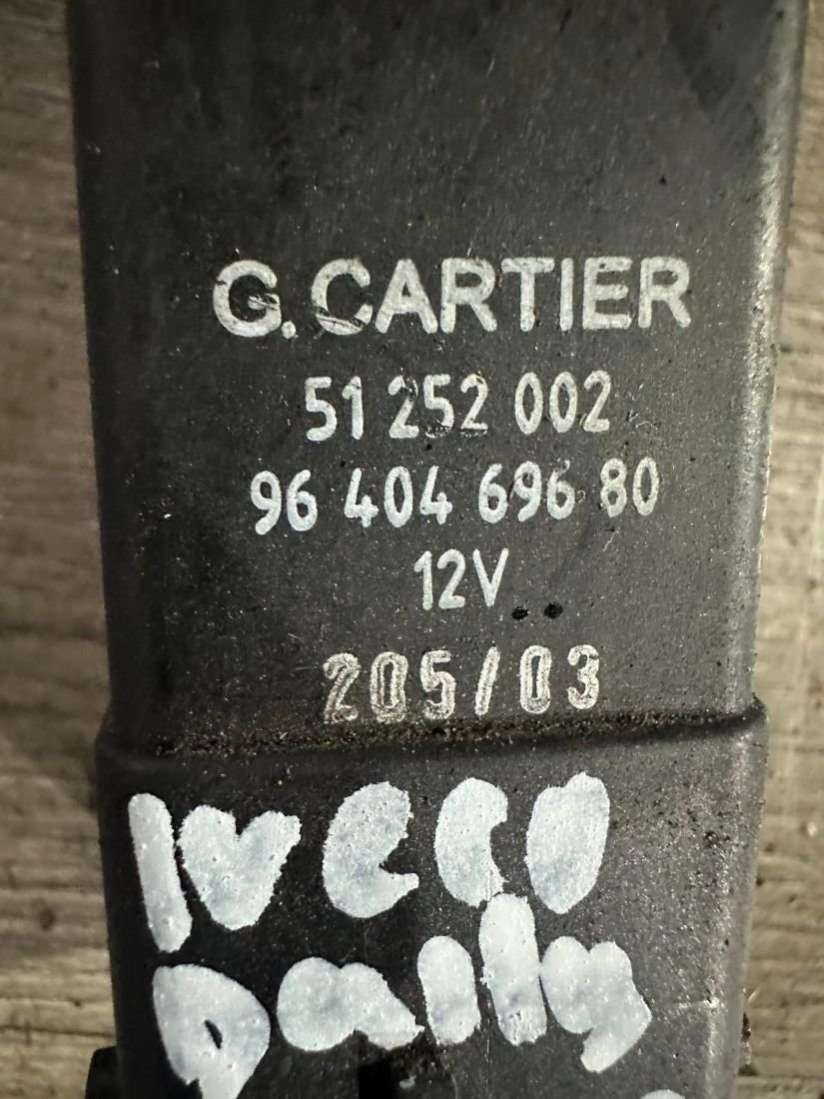 G. CARTIER
51 252 002
96 404 696 80
12V
205/03
IVECO
Daily